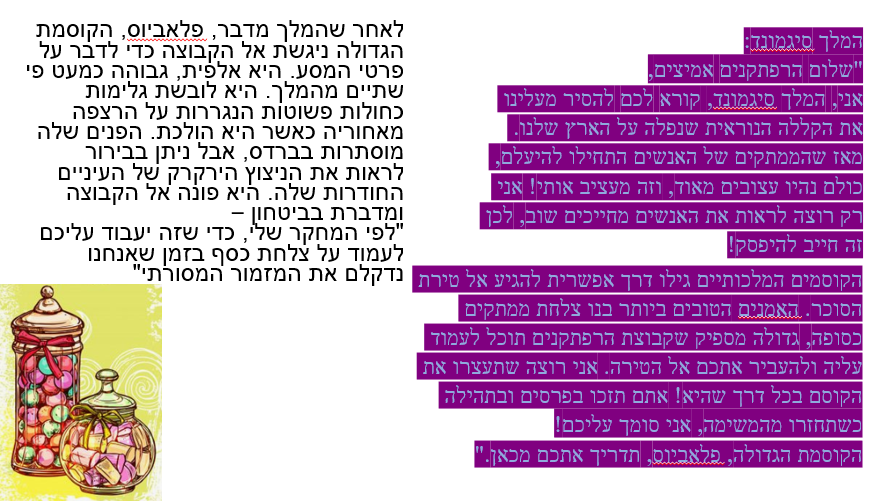 המלך סיגמונד:
"שלום הרפתקנים אמיצים,
אני, המלך סיגמונד, קורא לכם להסיר מעלינו
את הקללה הנוראית שנפלה על הארץ שלנו.
מאז שהממתקים של האנשים התחילו להיעלם,
כולם נהיו עצובים מאוד, וזה מעציב אותי! אני
רק רוצה לראות את האנשים מחייכים שוב, לכן
זה חייב להיפסק!
הקוסמים המלכותיים גילו דרך אפשרית להגיע אל טירת
הסוכר. האמנים הטובים ביותר בנו צלחת ממתקים
כסופה, גדולה מספיק שקבוצת הרפתקנים תוכל לעמוד
עליה ולהעביר אתכם אל הטירה. אני רוצה שתעצרו את
הקוסם בכל דרך שהיא! אתם תזכו בפרסים ובתהילה
כשתחזרו מהמשימה, אני סומך עליכם!
הקוסמת הגדולה, פלאביוס, תדריך אתכם מכאן."
לאחר שהמלך מדבר, פלאביוס, הקוסמת
הגדולה ניגשת אל הקבוצה כדי לדבר על
פרטי המסע. היא אלפית, גבוהה כמעט פי
שתיים מהמלך. היא לובשת גלימות
כחולות פשוטות הנגררות על הרצפה
מאחוריה כאשר היא הולכת. הפנים שלה
מוסתרות בברדס, אבל ניתן בבירור
לראות את הניצוץ הירקרק של העיניים
החודרות שלה. היא פונה אל הקבוצה
ומדברת בביטחון –
"לפי המחקר שלי, כדי שזה יעבוד עליכם
לעמוד על צלחת כסף בזמן שאנחנו
נדקלם את המזמור המסורתי"